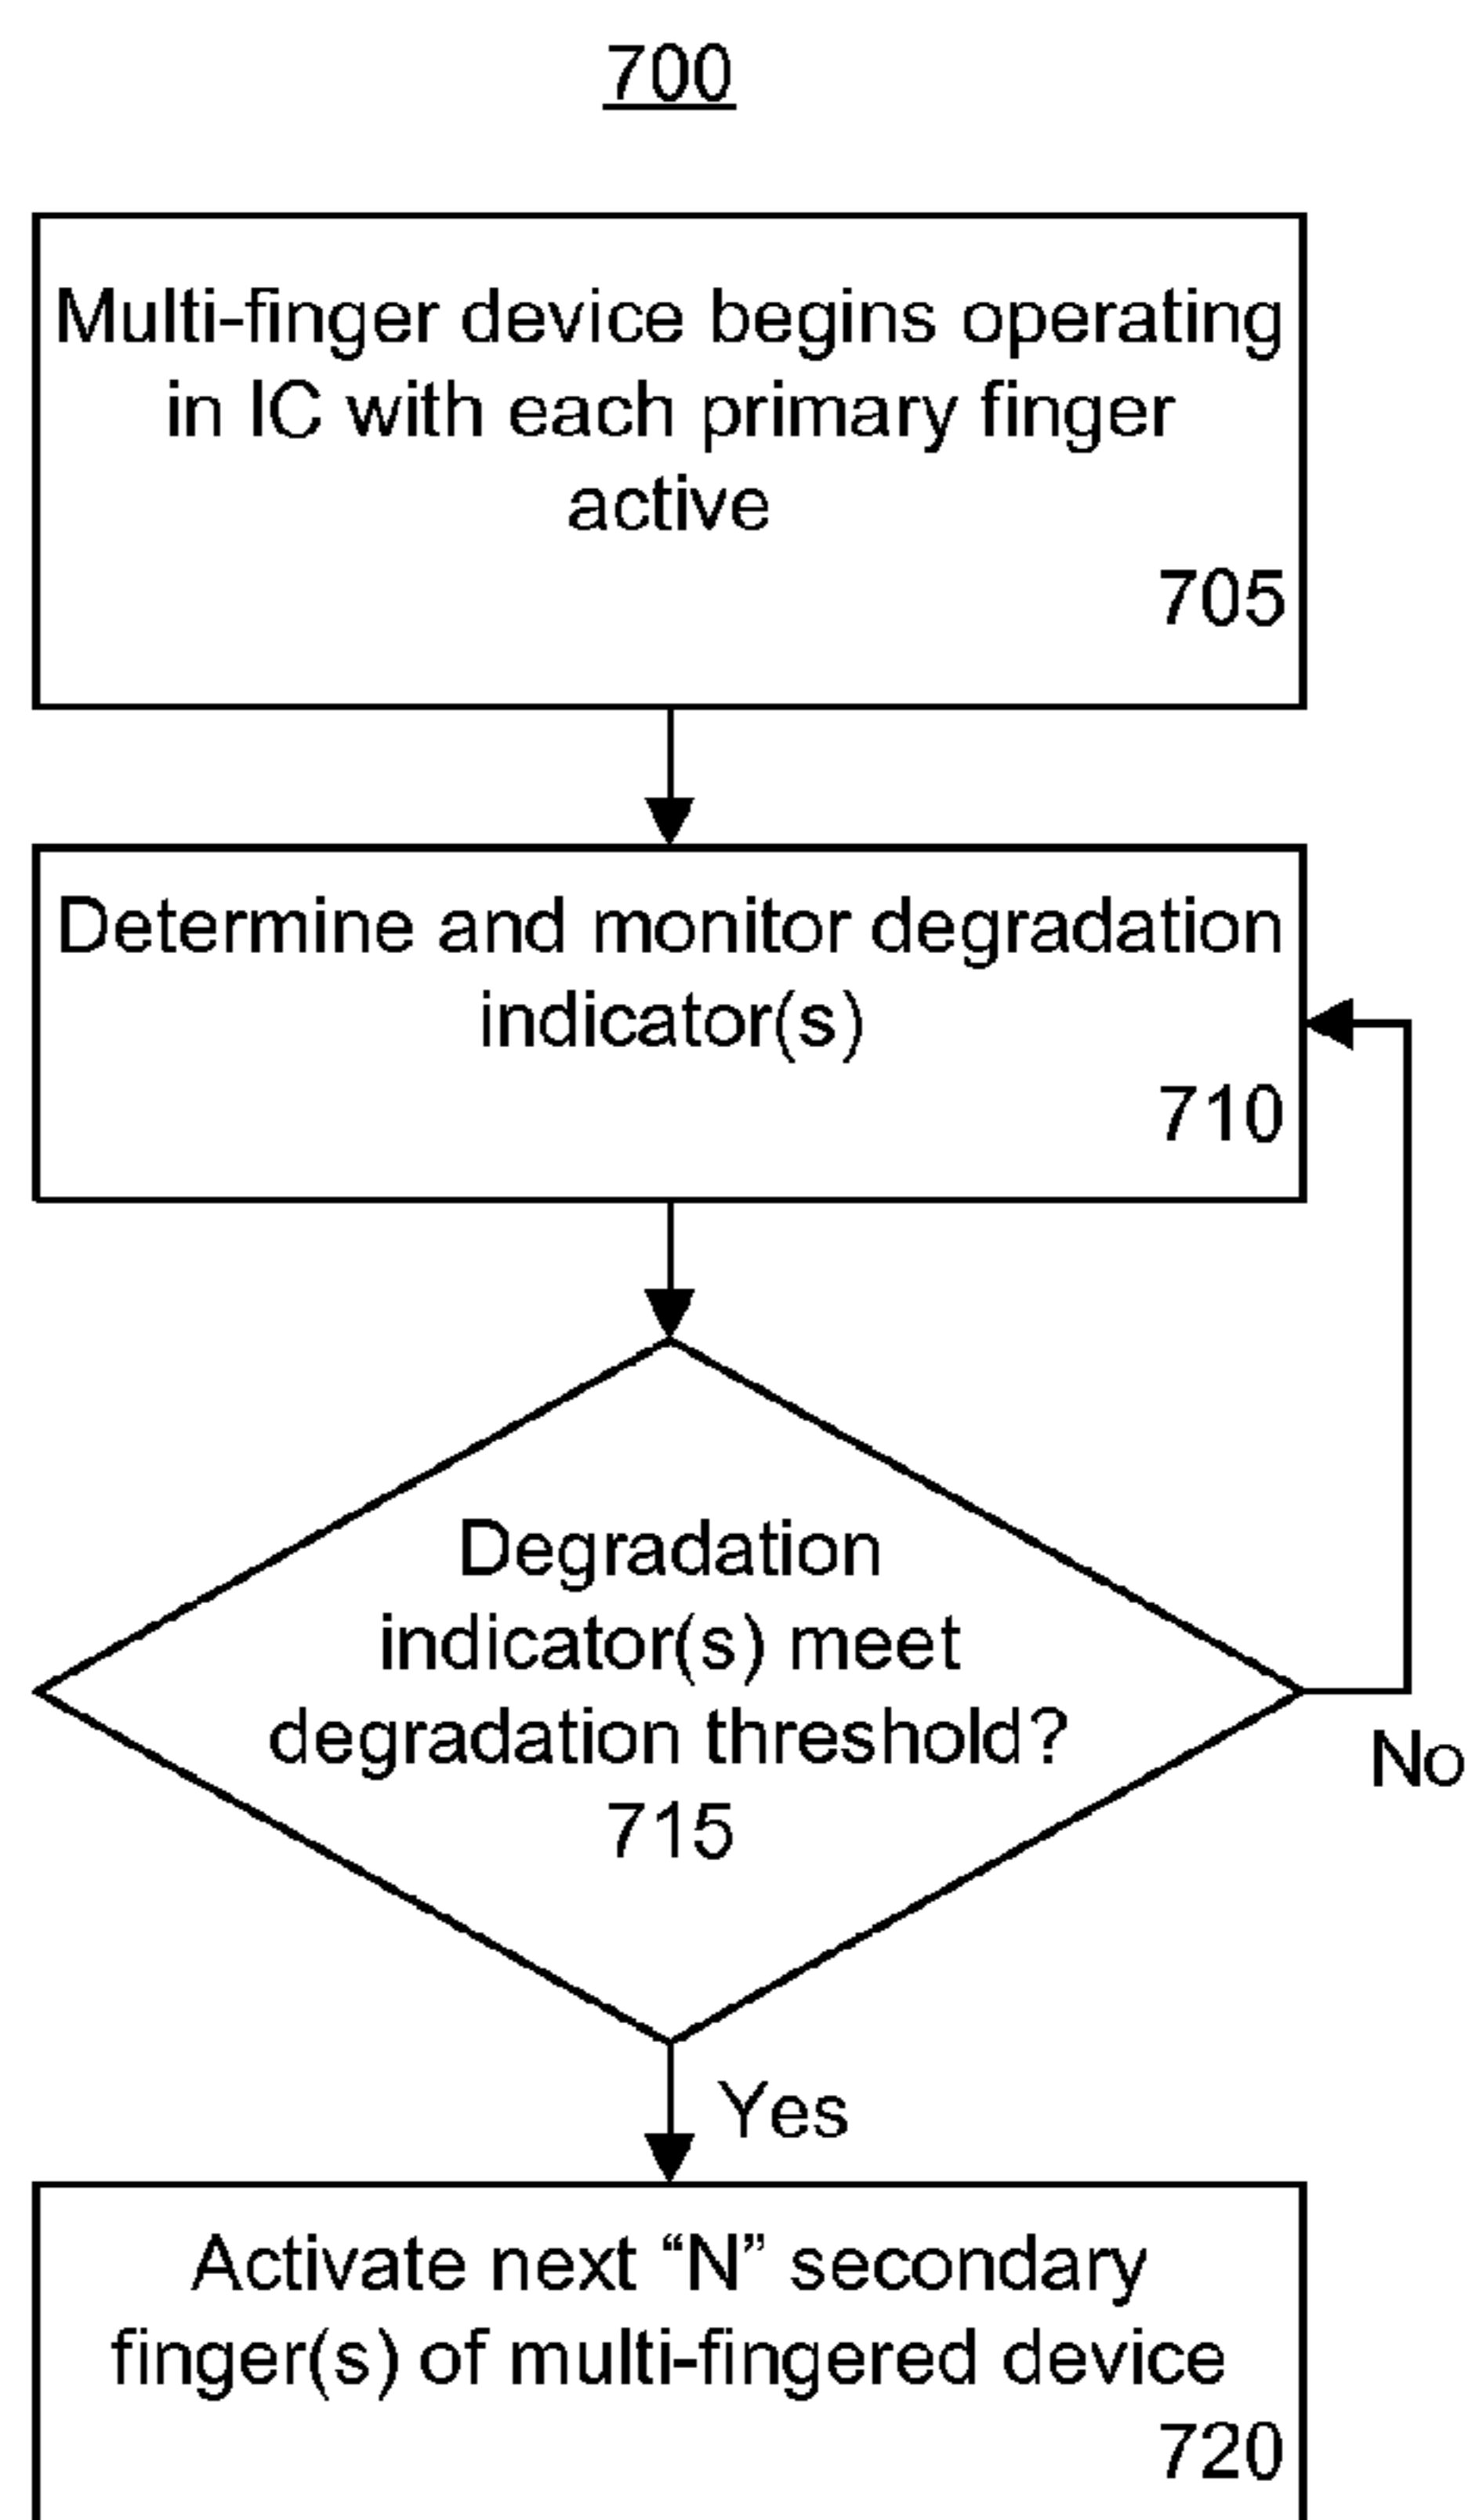 700
Multi-finger device begins operating
in IC with each primary finger
active
705
Determine and monitor degradation
indicator(s)
710
Degradation
indicator(s) meet
degradation threshold?
715
No
Yes
Activate next “N” secondary
finger(s) of multi-fingered device
720